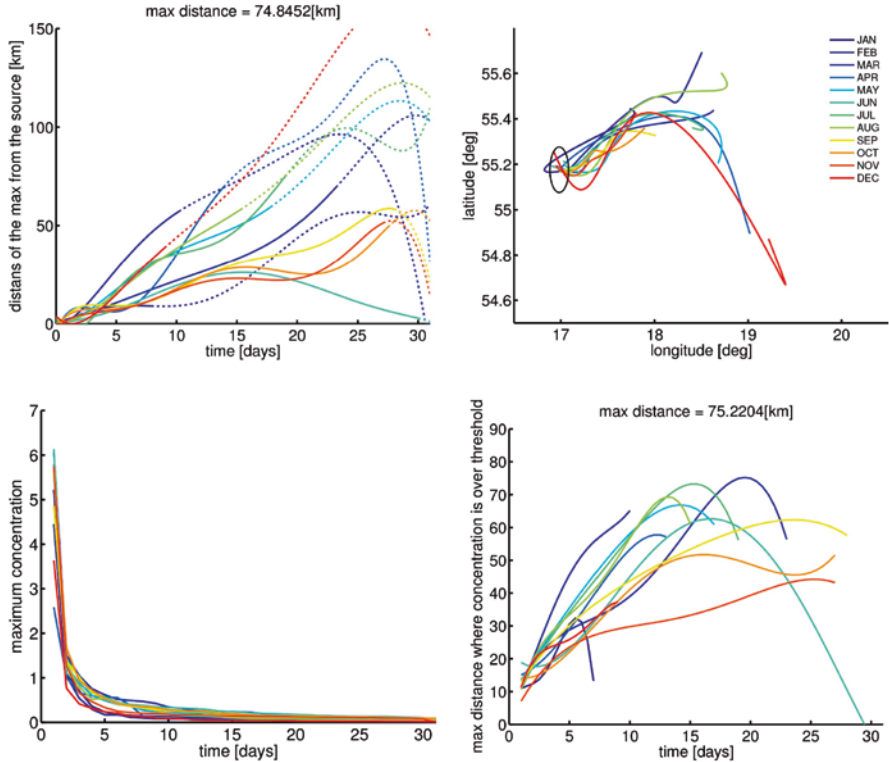 max distance = 74.8452[km]
150
100
50
0
0 5 10 15 20 25 30
distans of the max from the source [km]
time [days]
55.6
55.4
55.2
55
54.8
54.6
17 18 19 20
latitude [deg]
longitude [deg]
JAN
FEB
MAR
APR
MAY
JUN
JUL
AUG
SEP
OCT
NOV
DEC
7
6
5
4
3
2
1
0
0 5 10 15 20 25 30
maximum concentration
time [days]
max distance = 75.2204[km]
90
80
70
60
50
40
30
20
10
0
0 5 10 15 20 25 30
max distance where concentration is over threshold
time [days]